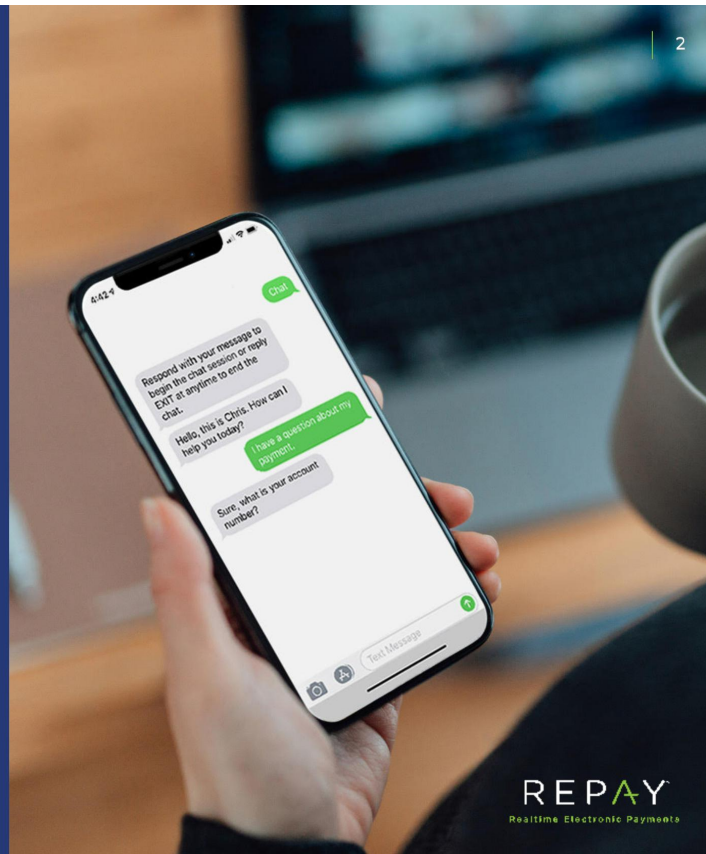 2
4:42
Chat
Respond with your message to
begin the chat session or reply
EXIT at anytime to end the
chat.
Hello, this is Chris. How can I
help you today?
I have a question about my
payment.
Sure, what is your account
number?
Text Message
REPAY
Realtime Electronic Payments